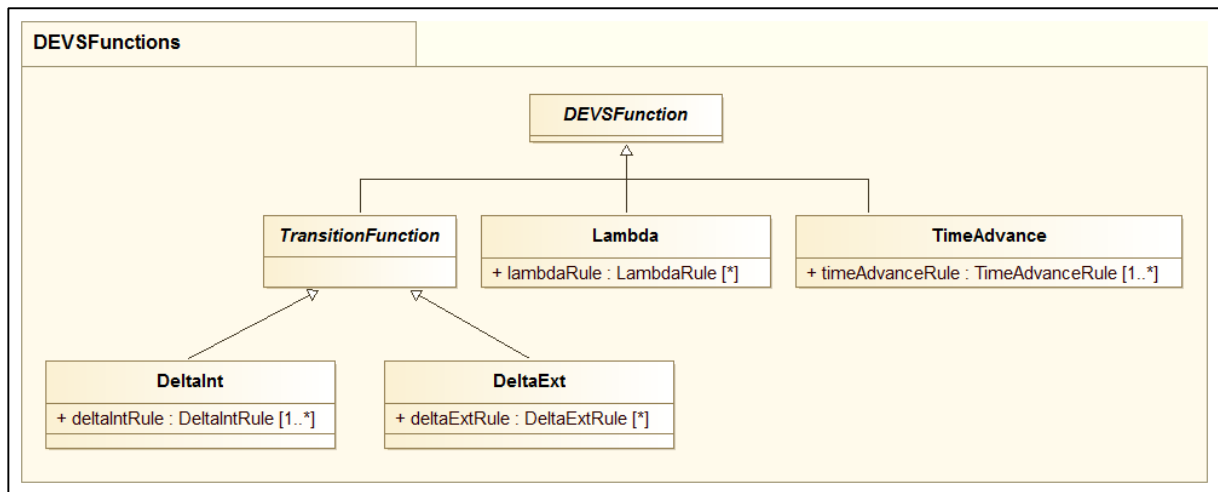 DEVSFunctions
DEVSFunction
TransitionFunction
Lambda
+ lambdaRule : LambdaRule [*]
TimeAdvance
+ timeAdvanceRule : TimeAdvanceRule [1..*]
DeltaInt
+ deltaIntRule : DeltaIntRule [1..*]
DeltaExt
+ deltaExtRule : DeltaExtRule [*]